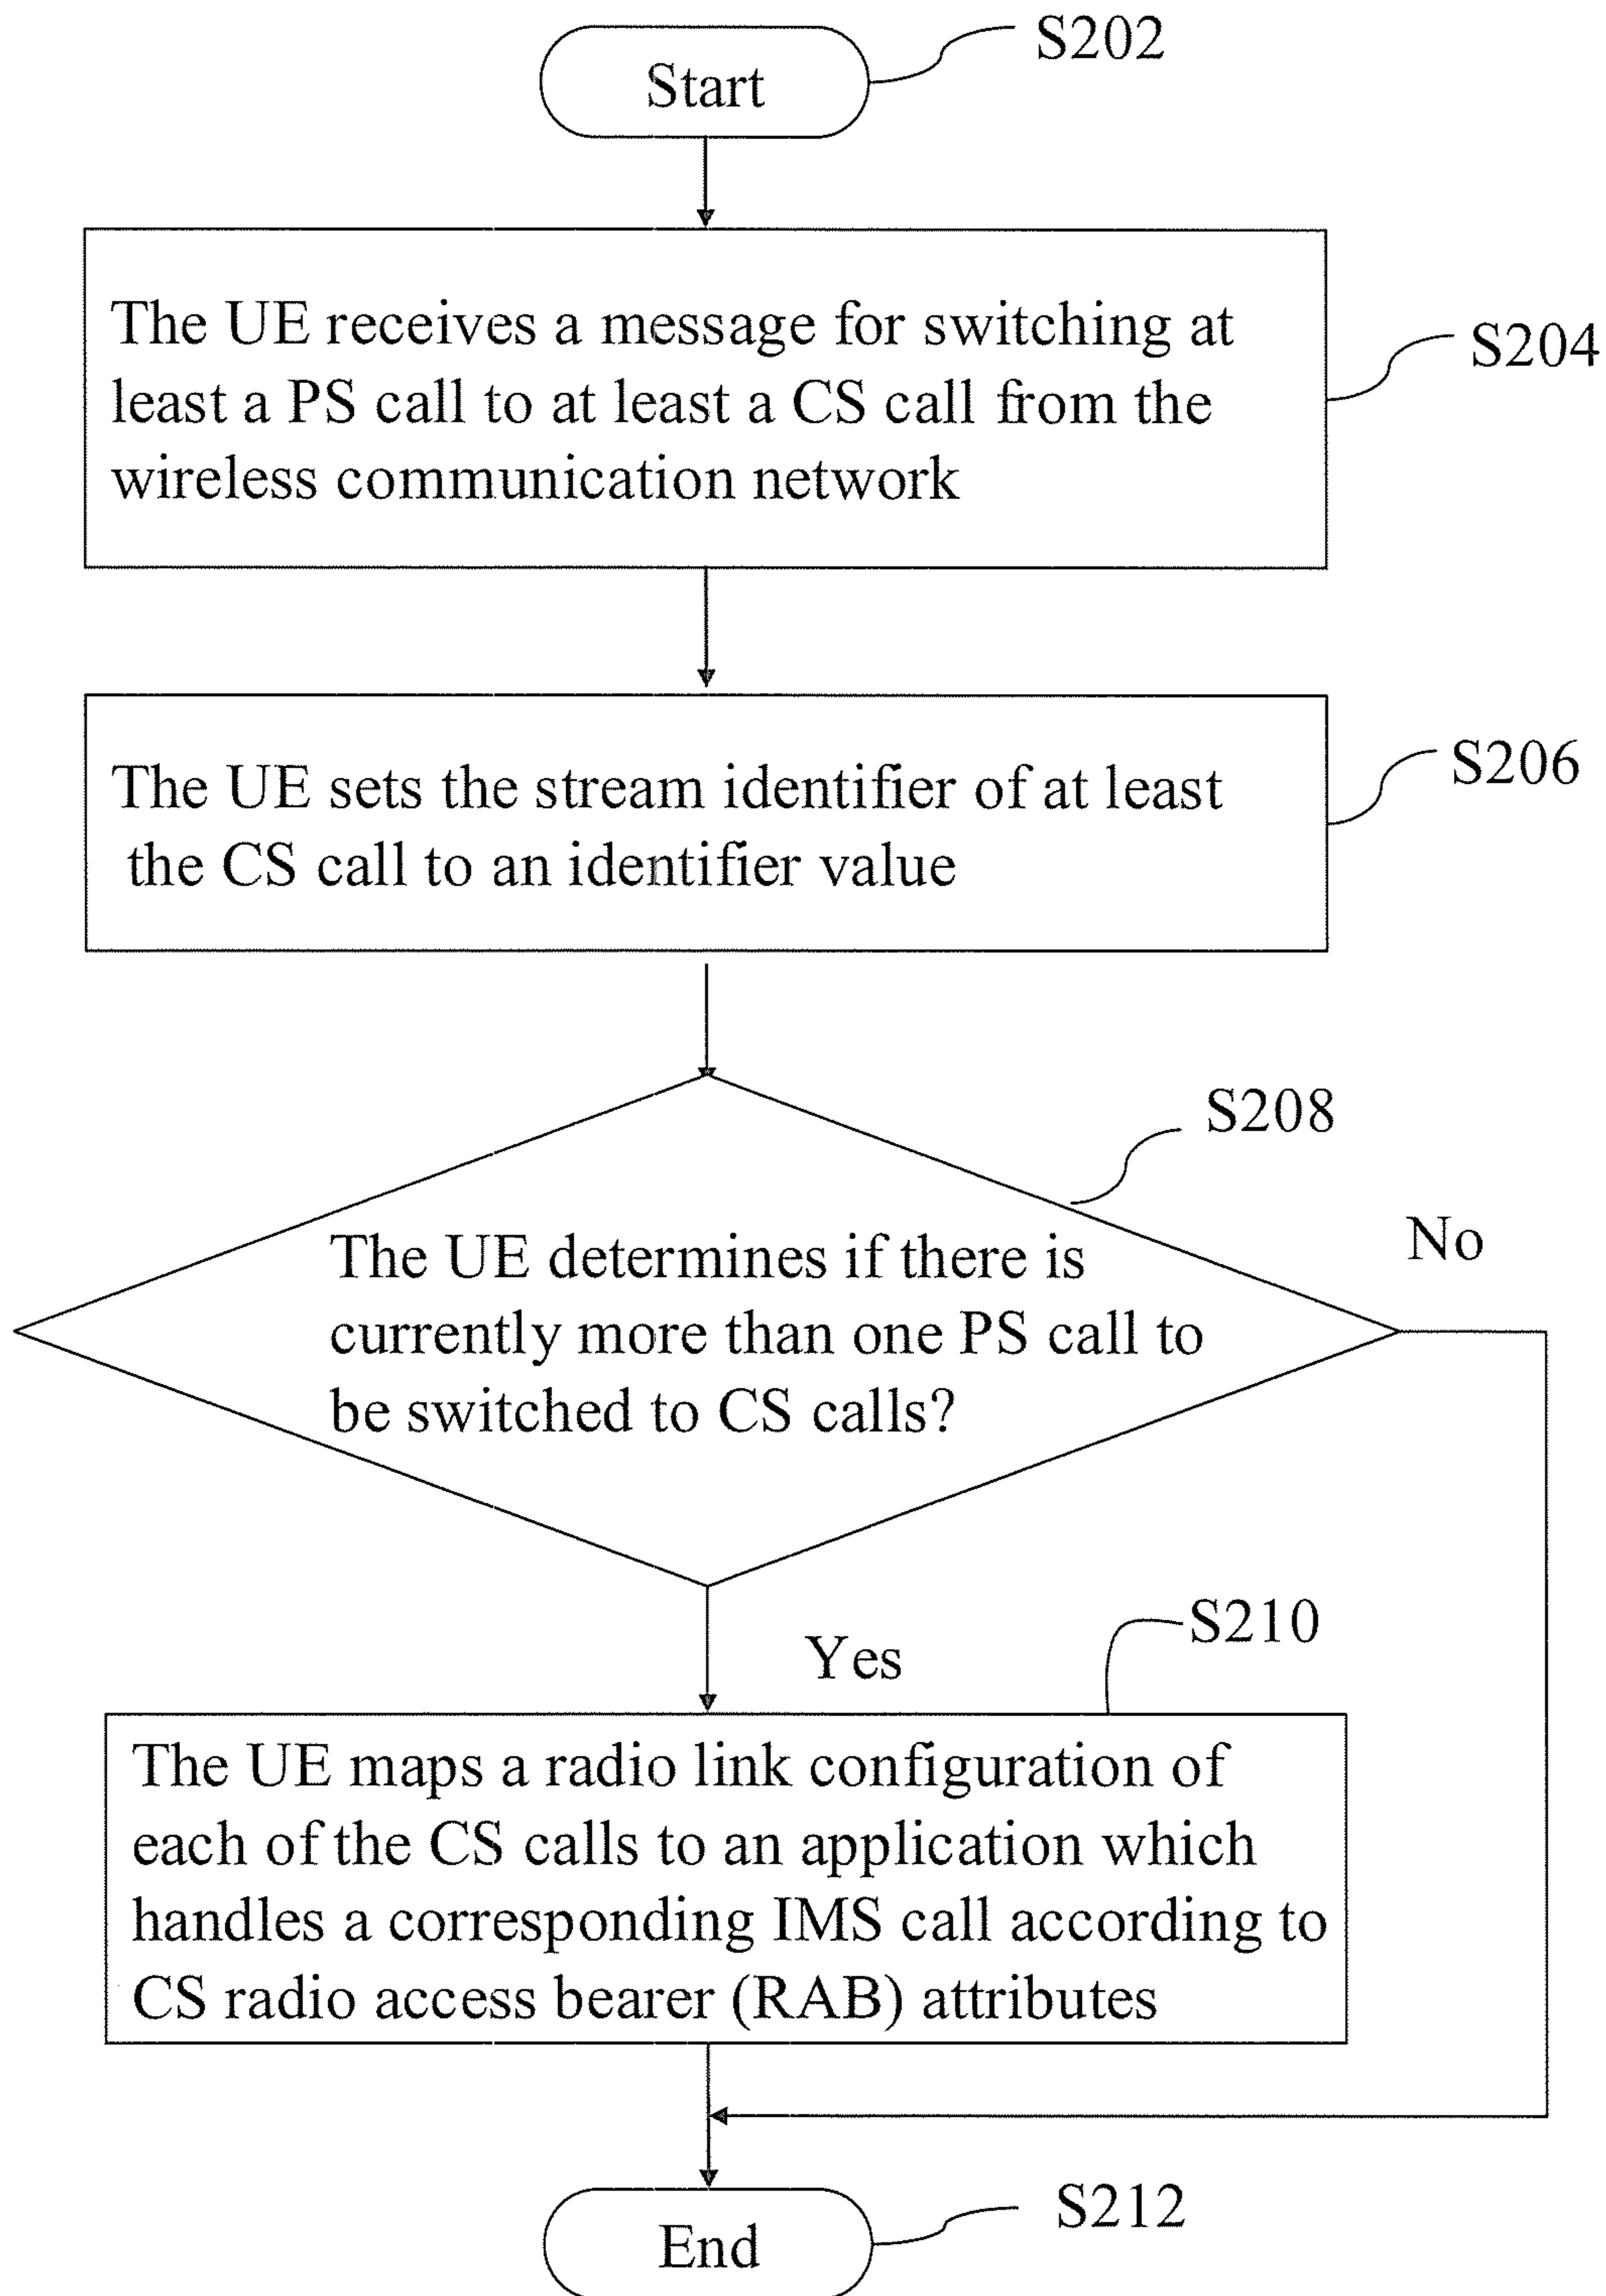 Start
S202
The UE receives a message for switching at
least a PS call to at least a CS call from the
wireless communication network
S204
The UE sets the stream identifier of at least
the CS call to an identifier value
S206
S208
The UE determines if there is
currently more than one PS call to
be switched to CS calls?
No
Yes
S210
The UE maps a radio link configuration of
each of the CS calls to an application which
handles a corresponding IMS call according to
CS radio access bearer (RAB) attributes
End
S212